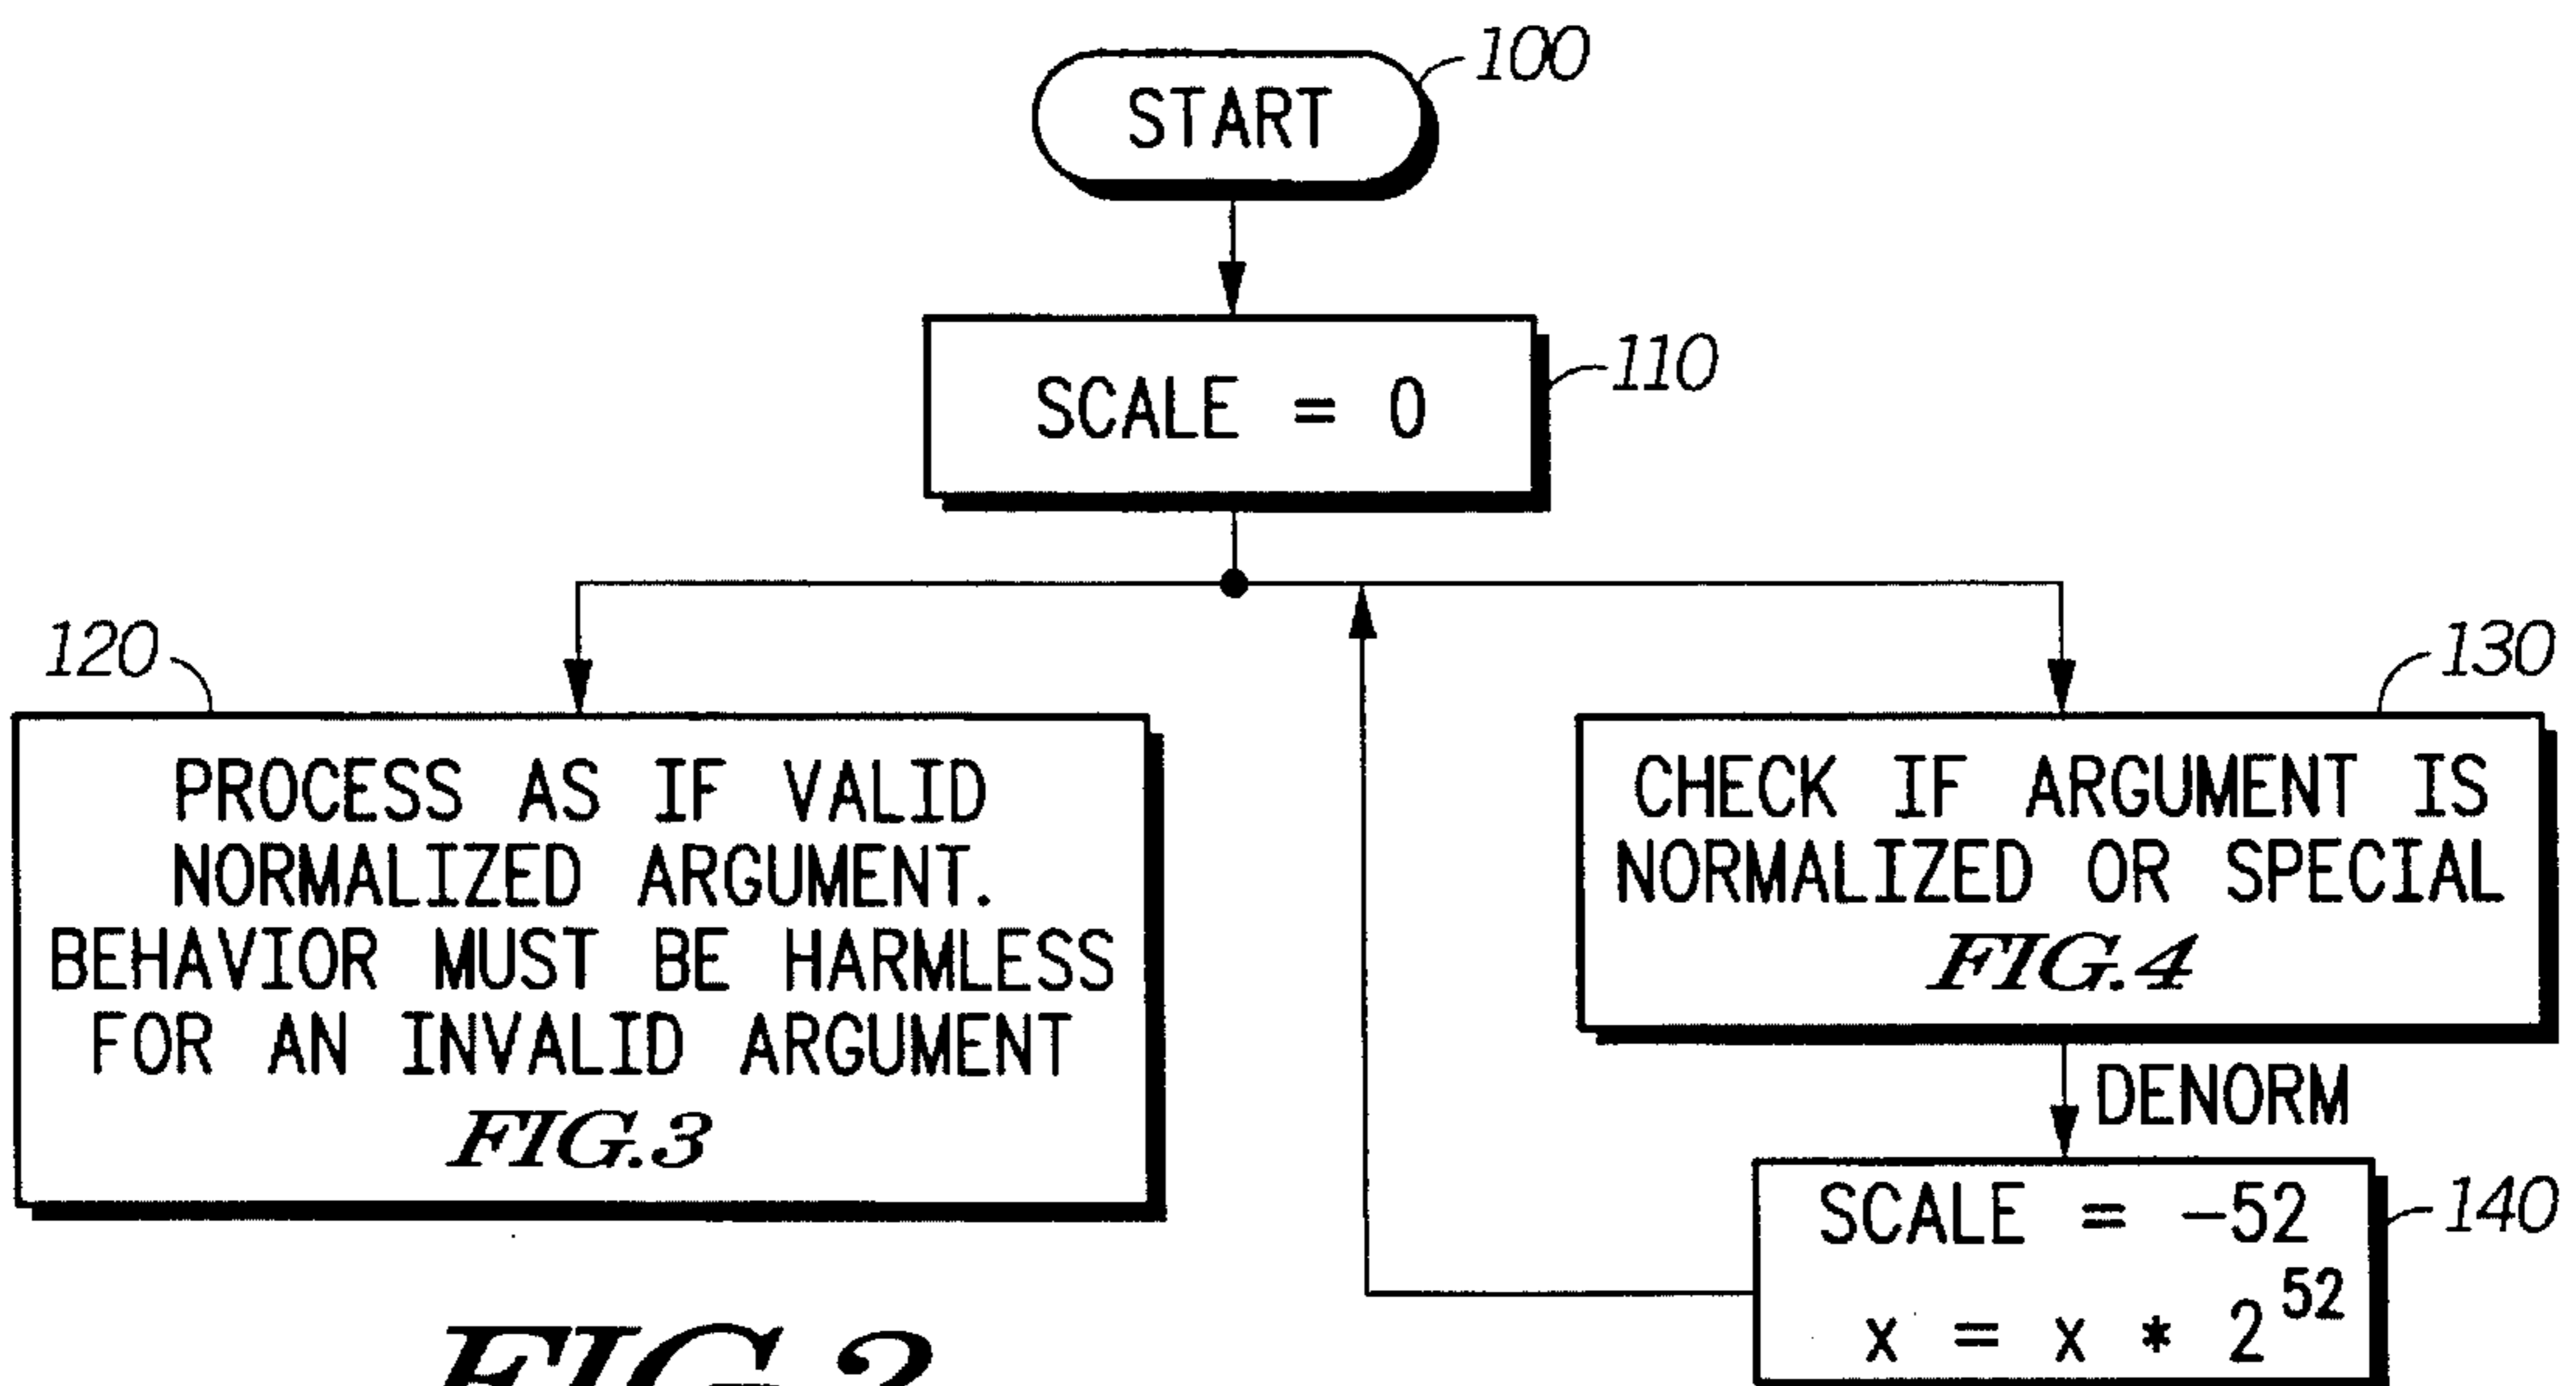 100
START
110
SCALE = 0
120
PROCESS AS IF VALID
NORMALIZED ARGUMENT.
BEHAVIOR MUST BE HARMLESS
FOR AN INVALID ARGUMENT
FIG.3
130
CHECK IF ARGUMENT IS
NORMALIZED OR SPECIAL
FIG.4
DENORM
140
SCALE = -52
x = x * 2^52
FIG.2